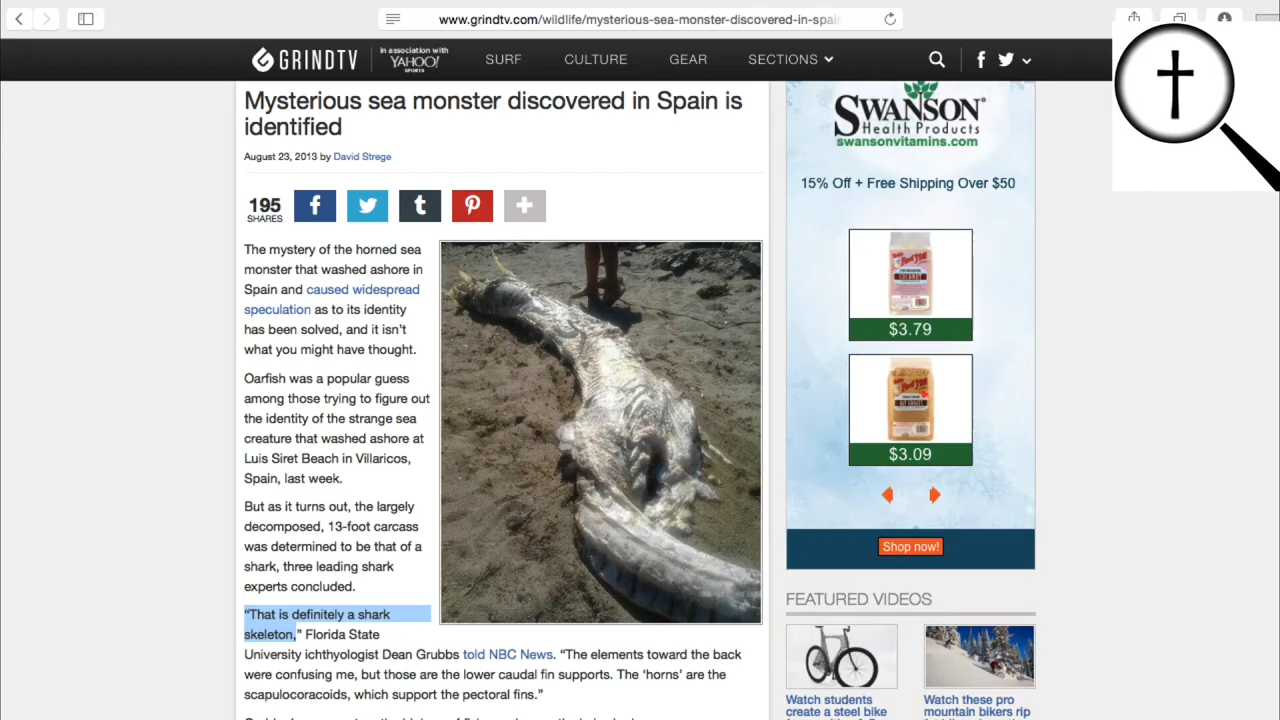 www.grindtv.com/wildlife/mysterious-sea-monster-discovered-in-spain
GRINDTV
in association with
YAHOO!
SPORTS
SURF
CULTURE
GEAR
SECTIONS
Mysterious sea monster discovered in Spain is
identified
August 23, 2013 by David Strege
195
SHARES
The mystery of the horned sea
monster that washed ashore in
Spain and caused widespread
speculation as to its identity
has been solved, and it isn't
what you might have thought.
Oarfish was a popular guess
among those trying to figure out
the identity of the strange sea
creature that washed ashore at
Luis Siret Beach in Villaricos,
Spain, last week.
But as it turns out, the largely
decomposed, 13-foot carcass
was determined to be that of a
shark, three leading shark
experts concluded.
“That is definitely a shark
skeleton,” Florida State
University ichthyologist Dean Grubbs told NBC News. “The elements toward the back
were confusing me, but those are the lower caudal fin supports. The ‘horns’ are the
scapulocoracoids, which support the pectoral fins.”
SWANSON
Health Products
swansonvitamins.com
15% Off + Free Shipping Over $50
$3.79
$3.09
Shop now!
FEATURED VIDEOS
Watch students
create a steel bike
Watch these pro
mountain bikers rip